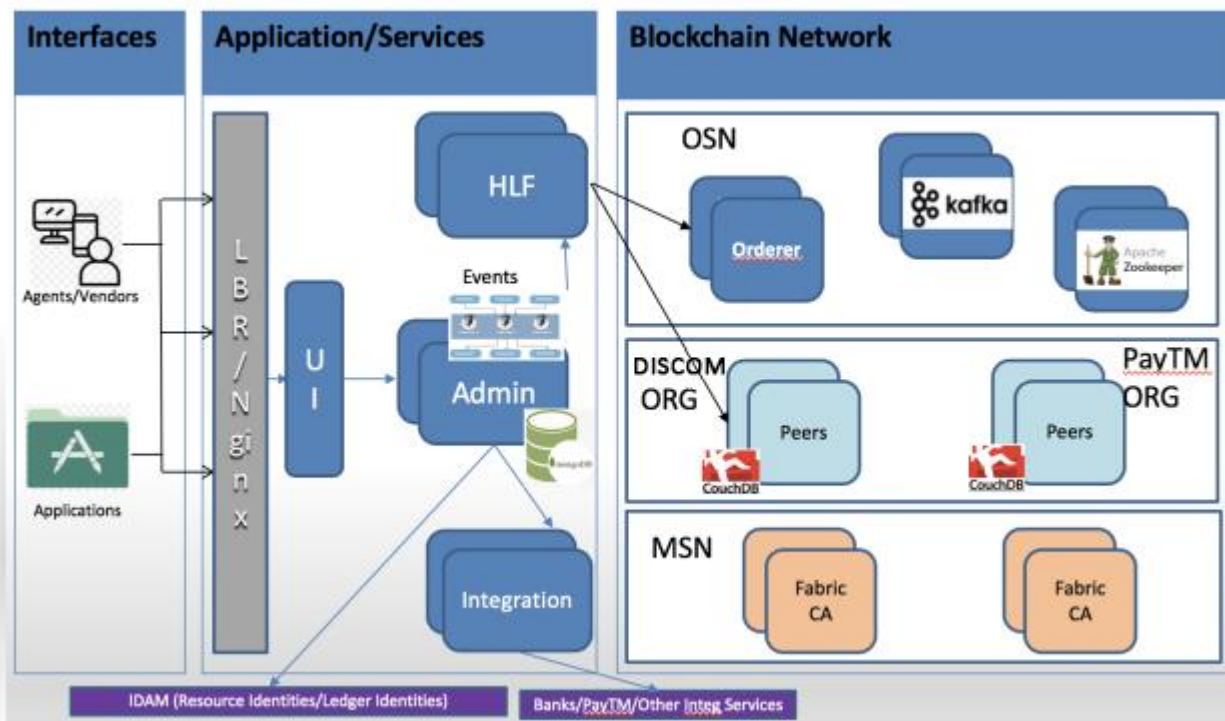 Interfaces
Application/Services
Blockchain Network
Agents/Vendors
Applications
L
B
R
/
N
gi
n
x
U
I
HLF
Events
Admin
Integration
OSN
Orderer
kafka
Apache
Zookeeper
DISCOM
ORG
Peers
CouchDB
PayTM
ORG
Peers
CouchDB
MSN
Fabric
CA
Fabric
CA
IDAM (Resource Identities/Ledger Identities)
Banks/PayTM/Other Integ Services